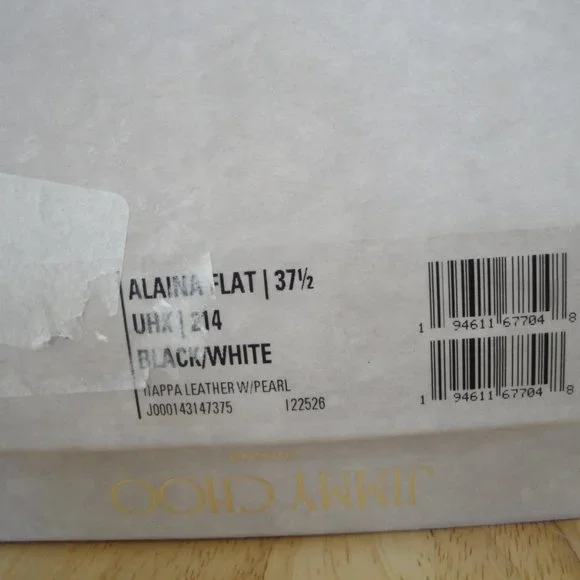 ALAINA FLAT | 37½
UHX | 214
BLACK/WHITE
NAPPA LEATHER W/PEARL
J000143147375 122526
1 94611 67704 8
1 94611 67704 8
JIMMY CHOO